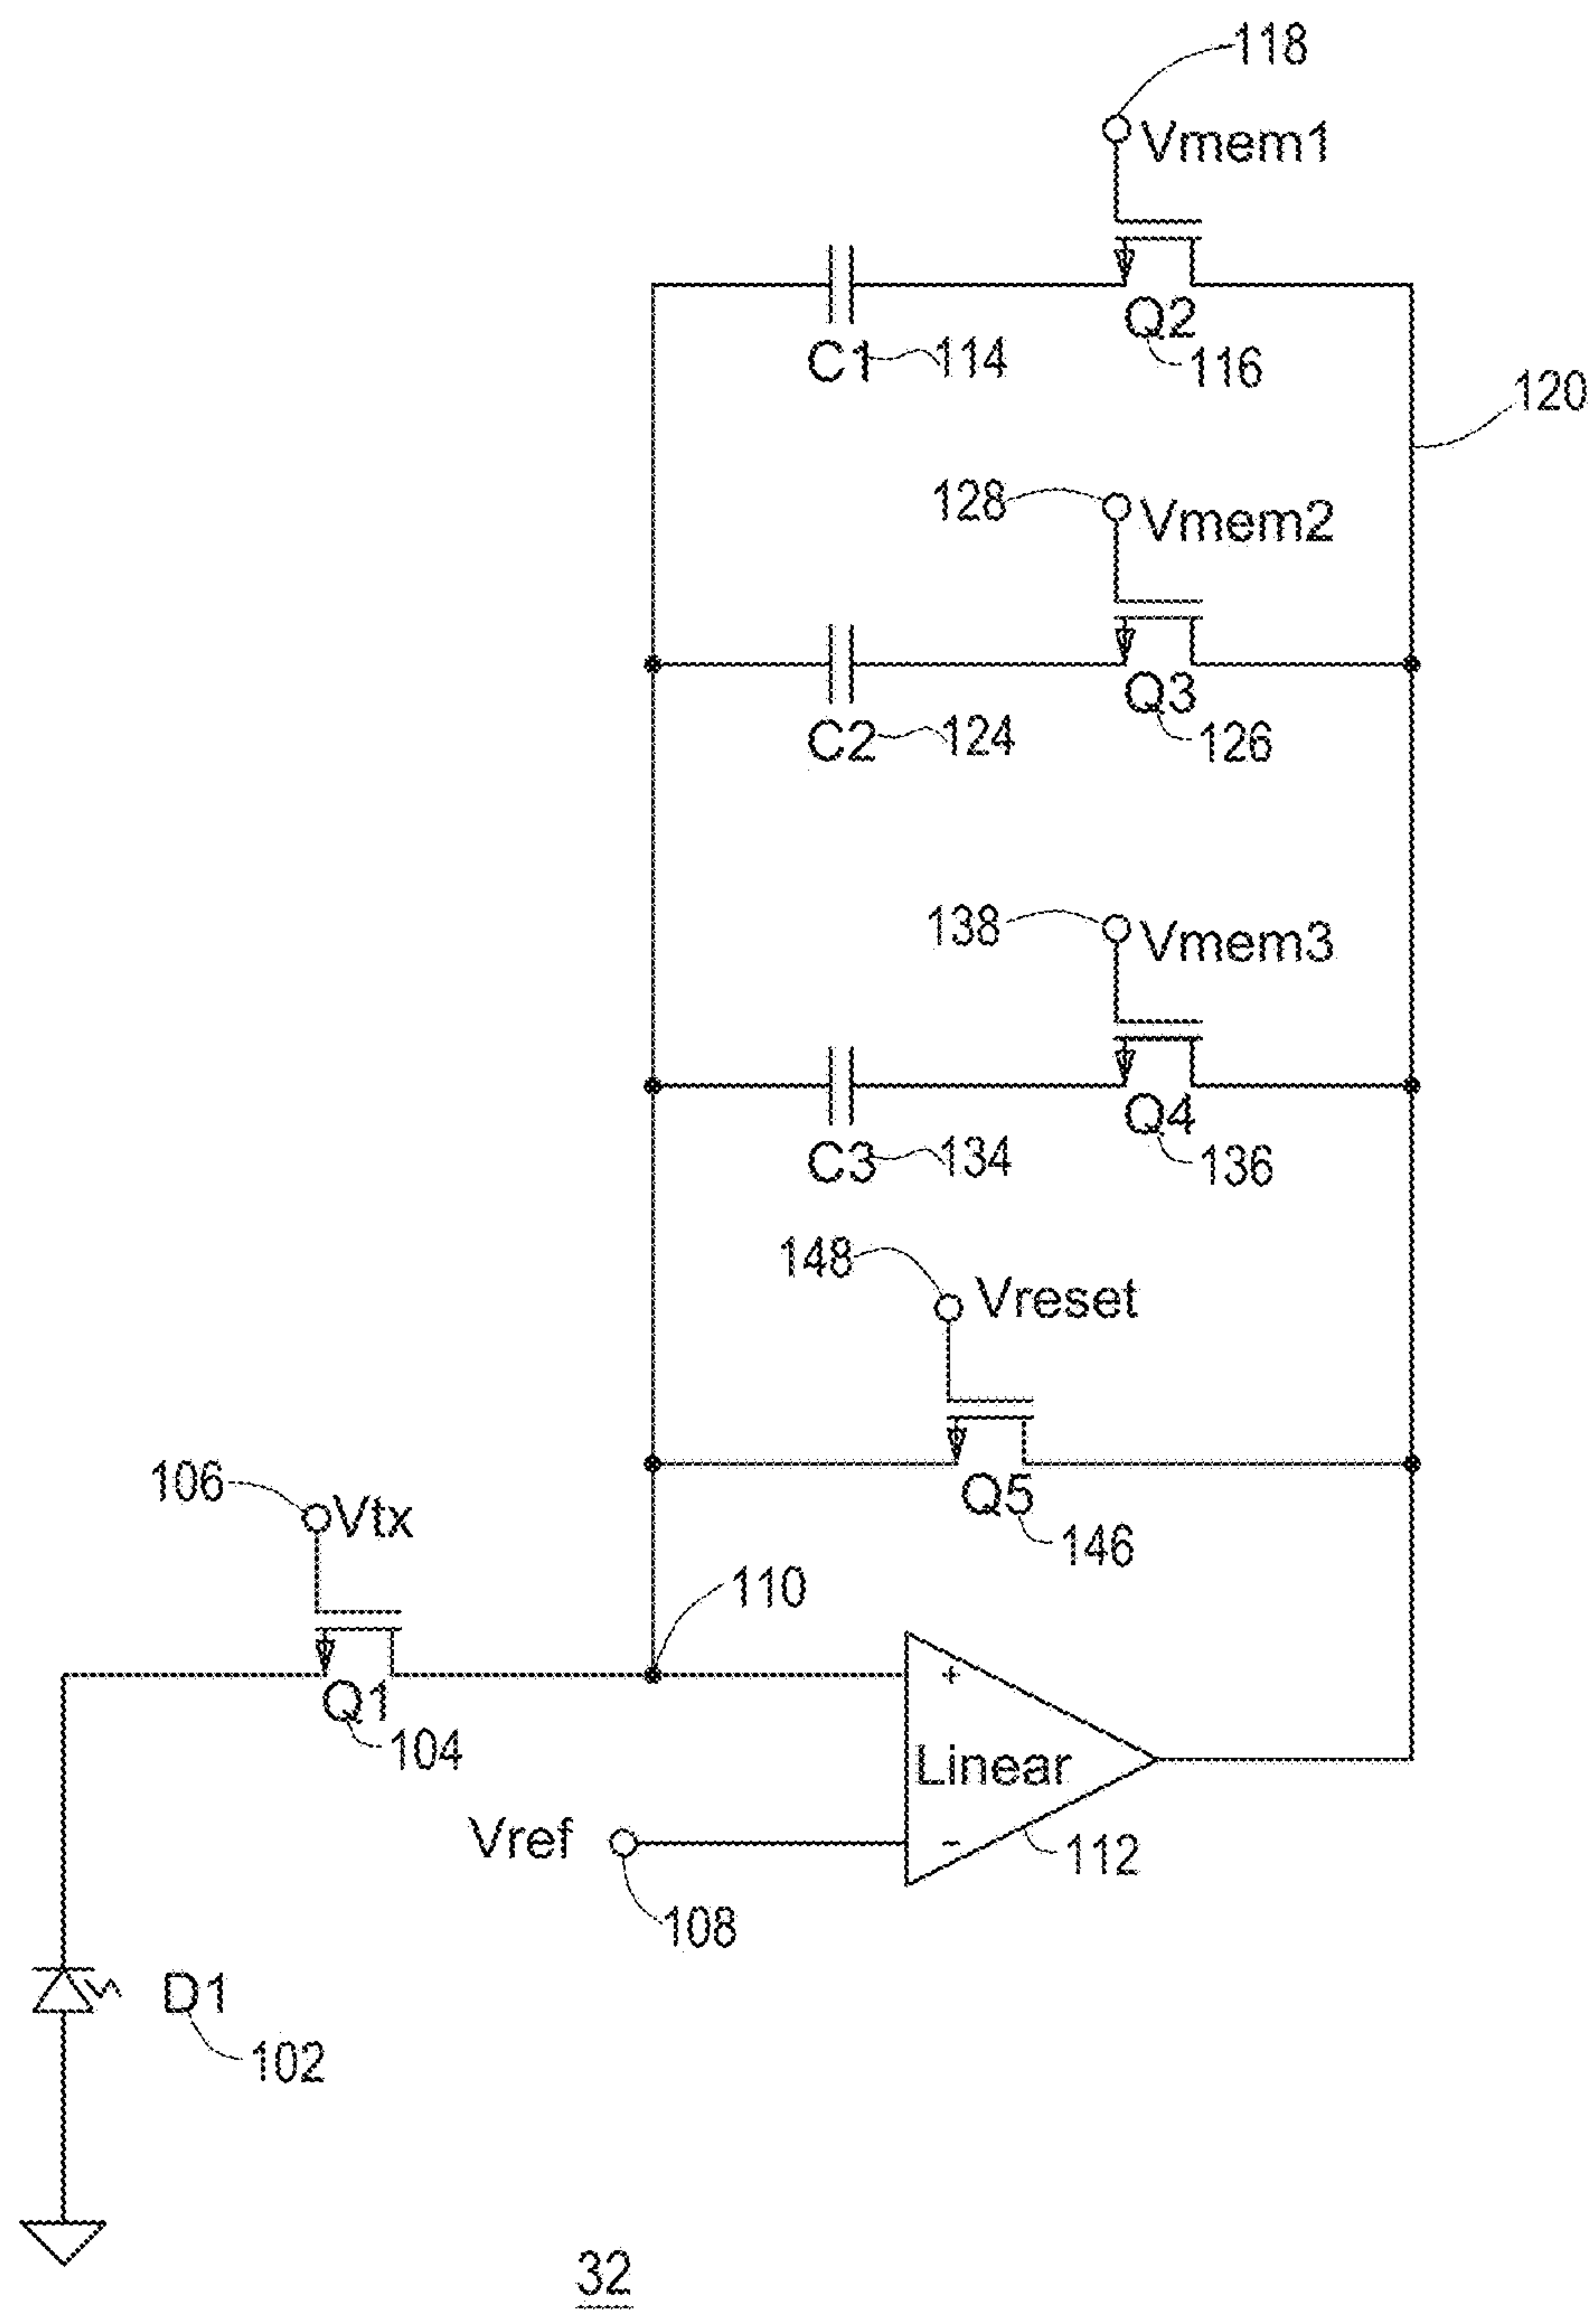 118
Vmem1
Q2
C1 114
116
120
128
Vmem2
Q3
C2 124
126
138
Vmem3
Q4
C3 134
136
148
Vreset
Q5
106
Vtx
146
110
+
Q1
104
Linear
Vref
−
112
108
D1
102
32